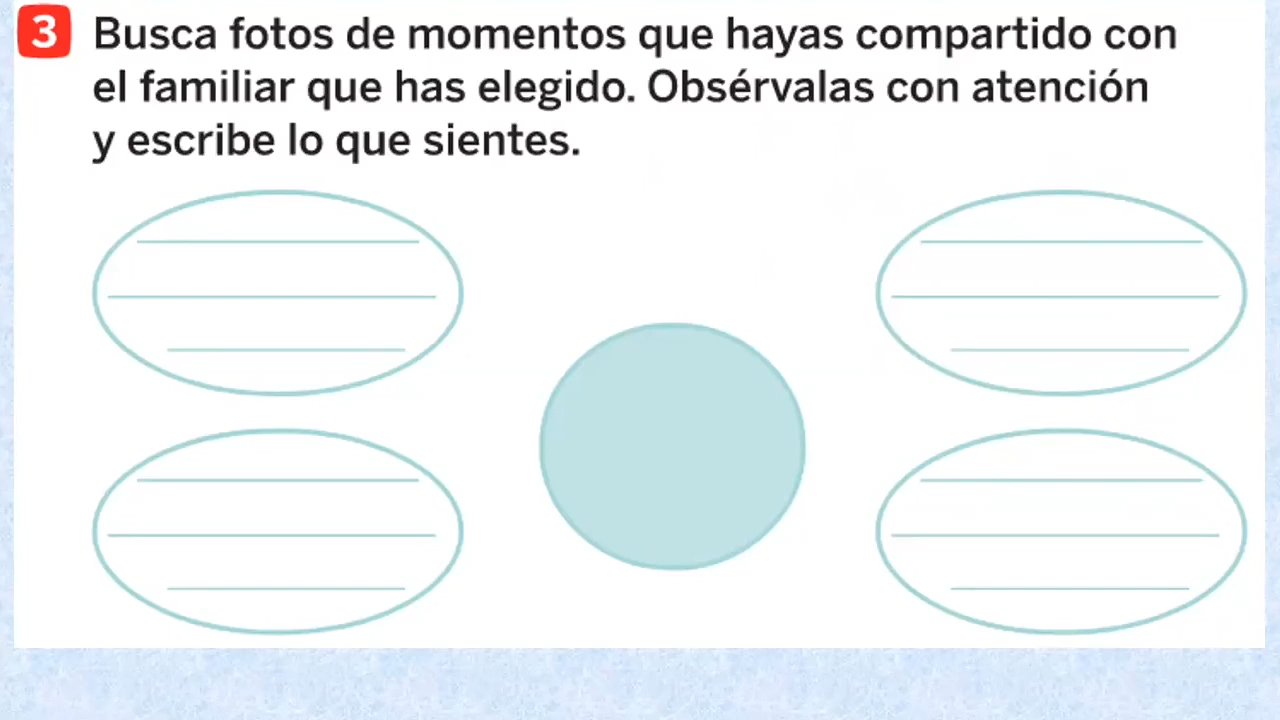 3 Busca fotos de momentos que hayas compartido con
el familiar que has elegido. Obsérvalas con atención
y escribe lo que sientes.